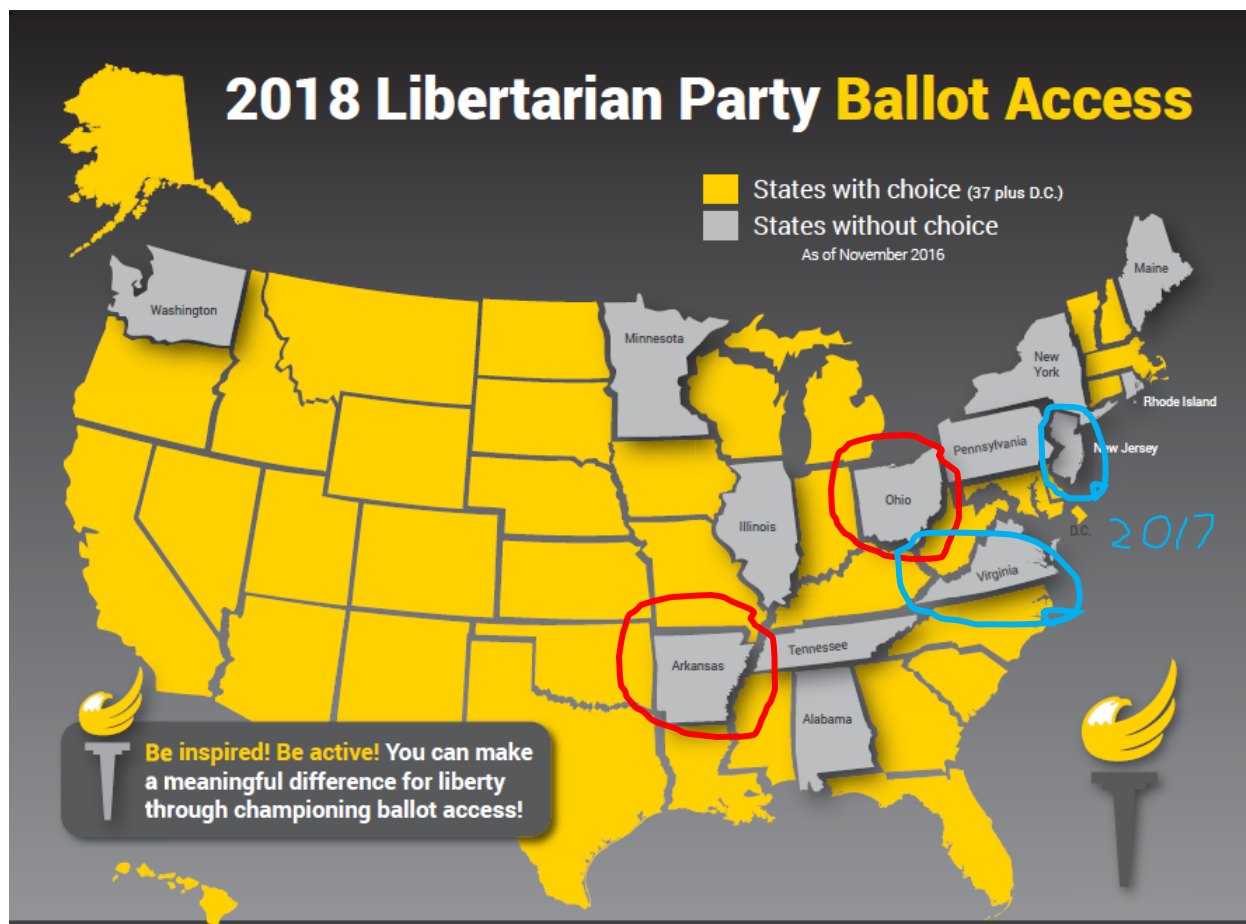 2018 Libertarian Party Ballot Access
States with choice (37 plus D.C.)
States without choice
As of November 2016
Maine
Washington
Minnesota
New
York
Rhode Island
Pennsylvania
New Jersey
Ohio
Illinois
D.C.
2017
Virginia
Tennessee
Arkansas
Alabama
Be inspired! Be active! You can make
a meaningful difference for liberty
through championing ballot access!